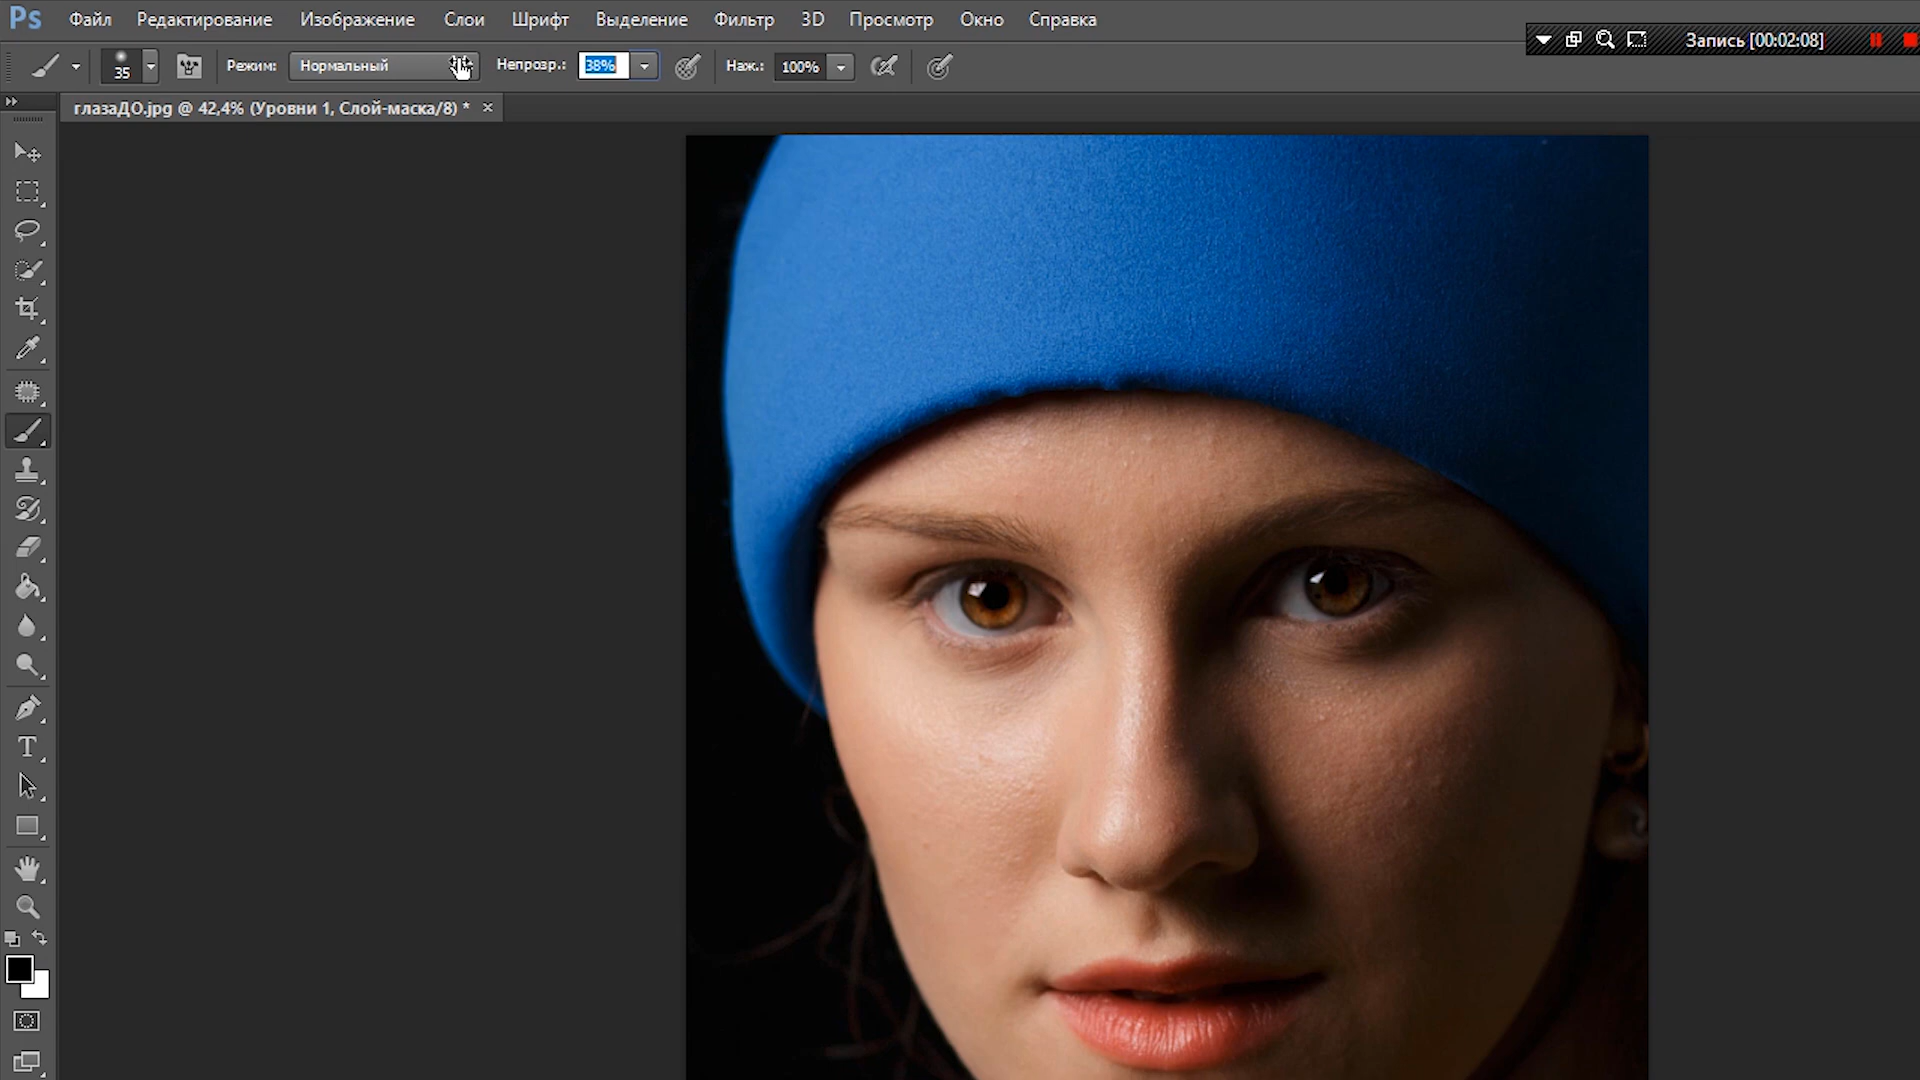 Ps Файл Редактирование Изображение Слои Шрифт Выделение Фильтр 3D Просмотр Окно Справка
Запись [00:02:08]
35 Режим: Нормальный Непрозр.: 38% Наж.: 100%
глазаДО.jpg @ 42,4% (Уровни 1, Слой-маска/8) * ×